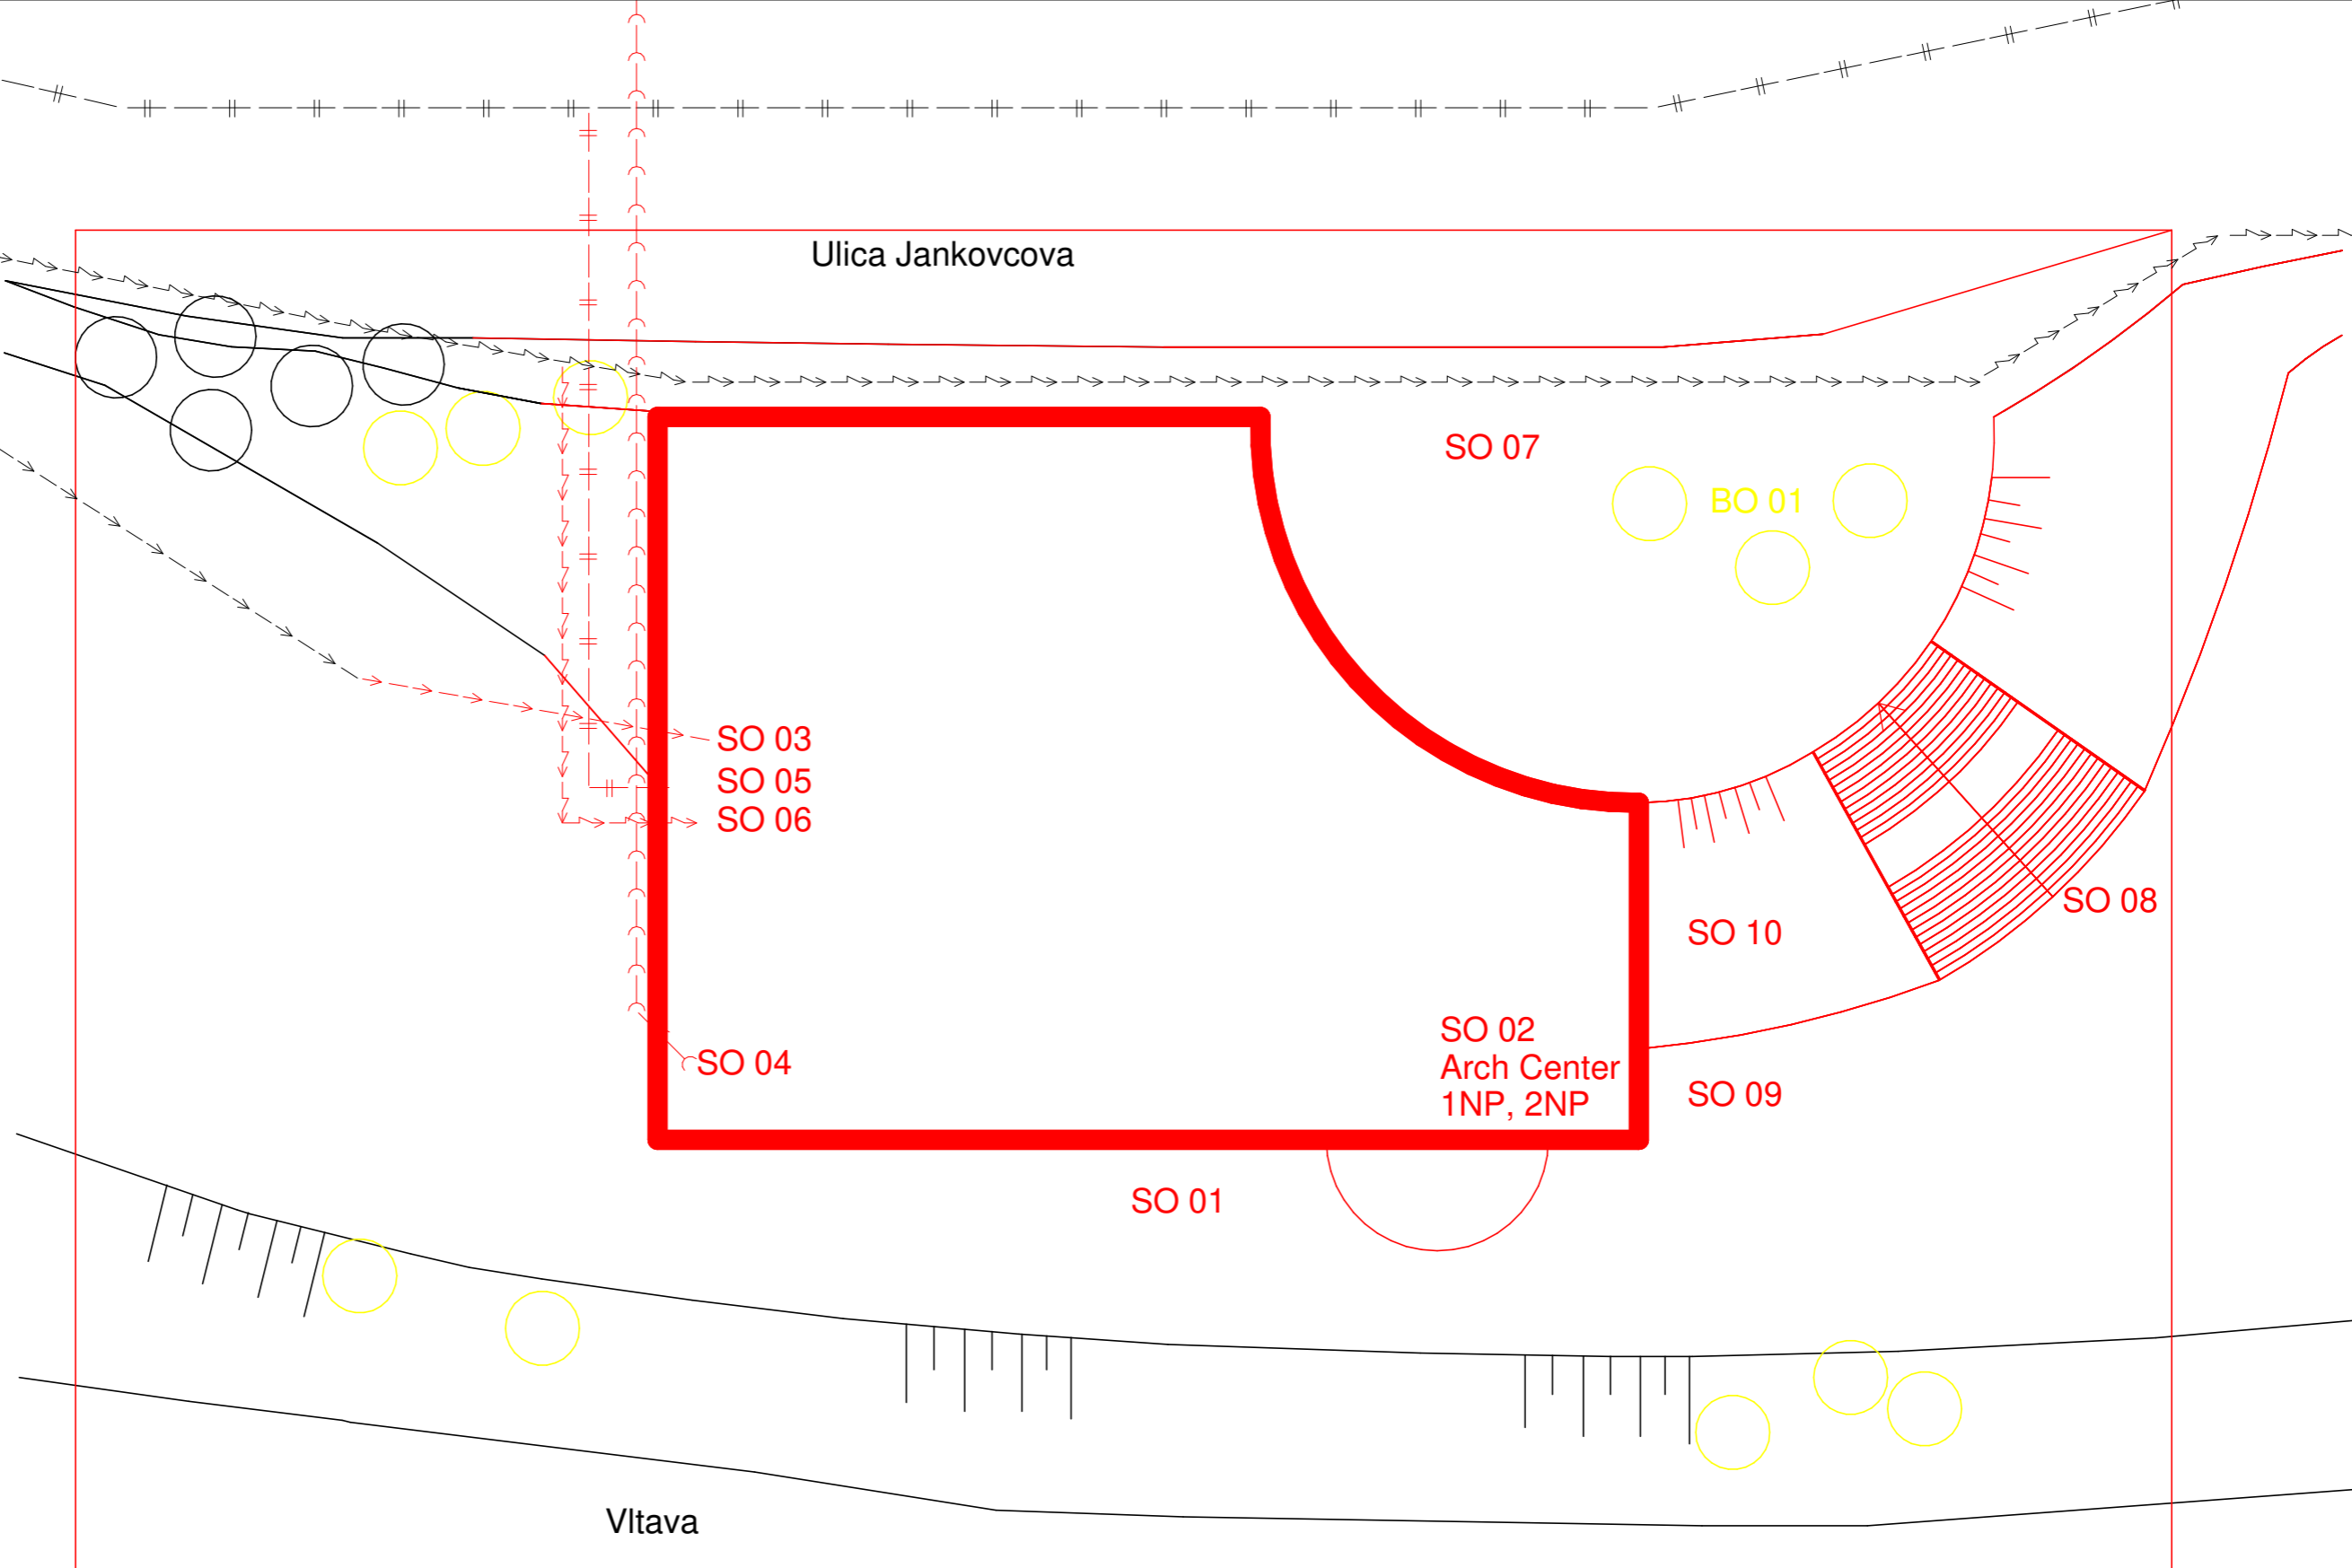 Ulica Jankovcova
SO 07
BO 01
SO 03
SO 05
SO 06
SO 08
SO 10
SO 02
Arch Center
1NP, 2NP
SO 04
SO 09
SO 01
Vltava